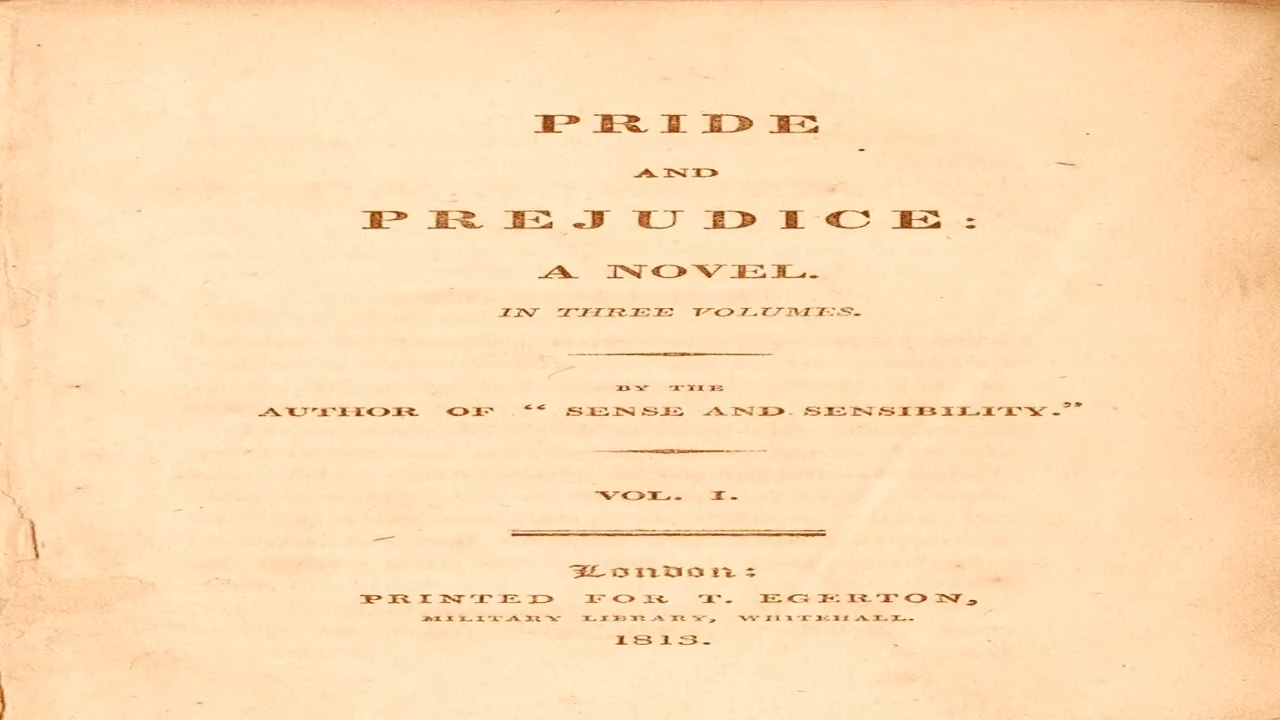 PRIDE
AND
PREJUDICE:
A NOVEL.
IN THREE VOLUMES.
BY THE
AUTHOR OF “ SENSE AND SENSIBILITY.”
VOL. I.
London:
PRINTED FOR T. EGERTON,
MILITARY LIBRARY, WHITEHALL.
1813.